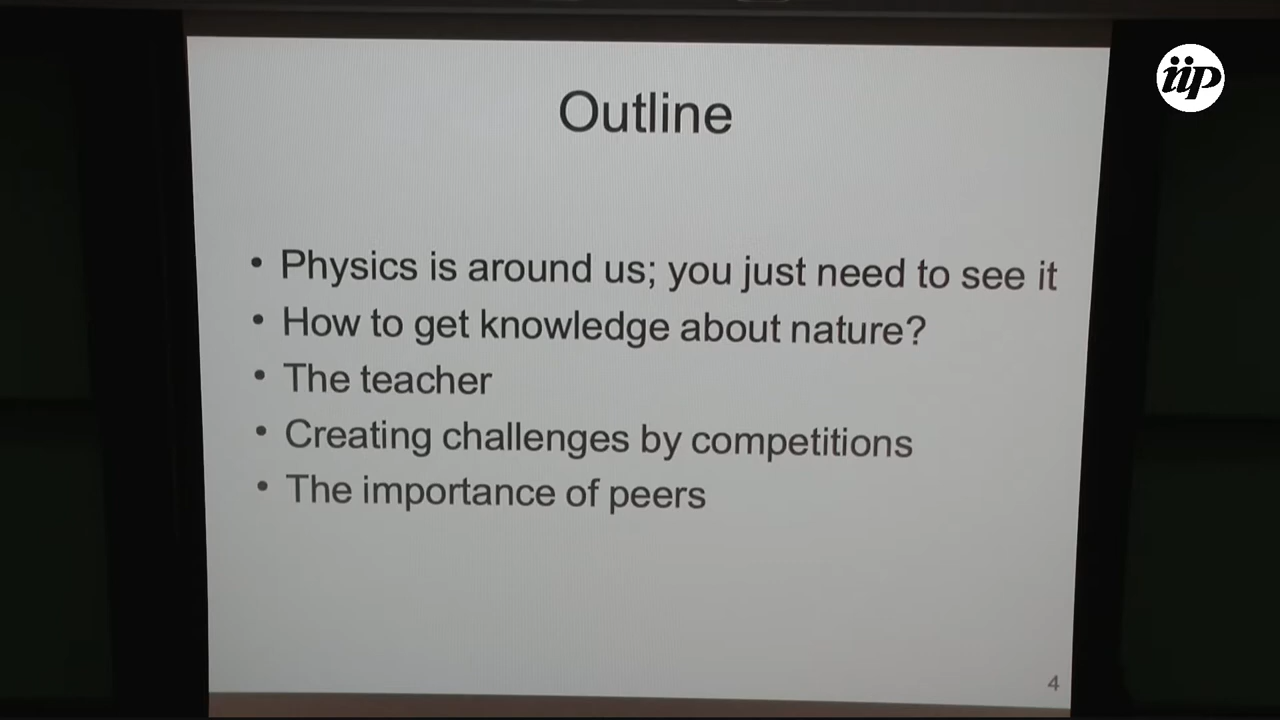 iip
Outline
• Physics is around us; you just need to see it
• How to get knowledge about nature?
• The teacher
• Creating challenges by competitions
• The importance of peers
4